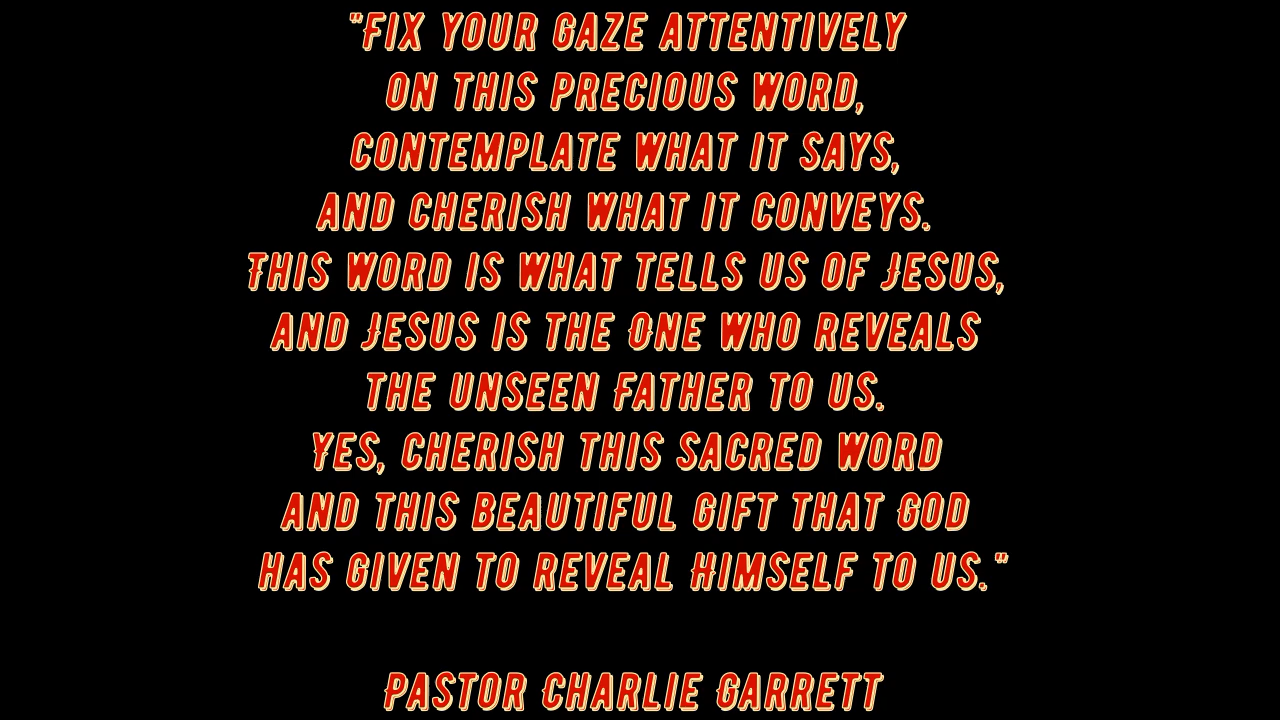 "Fix your gaze attentively
on this precious word,
contemplate what it says,
and cherish what it conveys.
This word is what tells us of Jesus,
and Jesus is the One who reveals
the unseen Father to us.
Yes, cherish this sacred word
and this beautiful gift that God
has given to reveal Himself to us."
Pastor Charlie Garrett